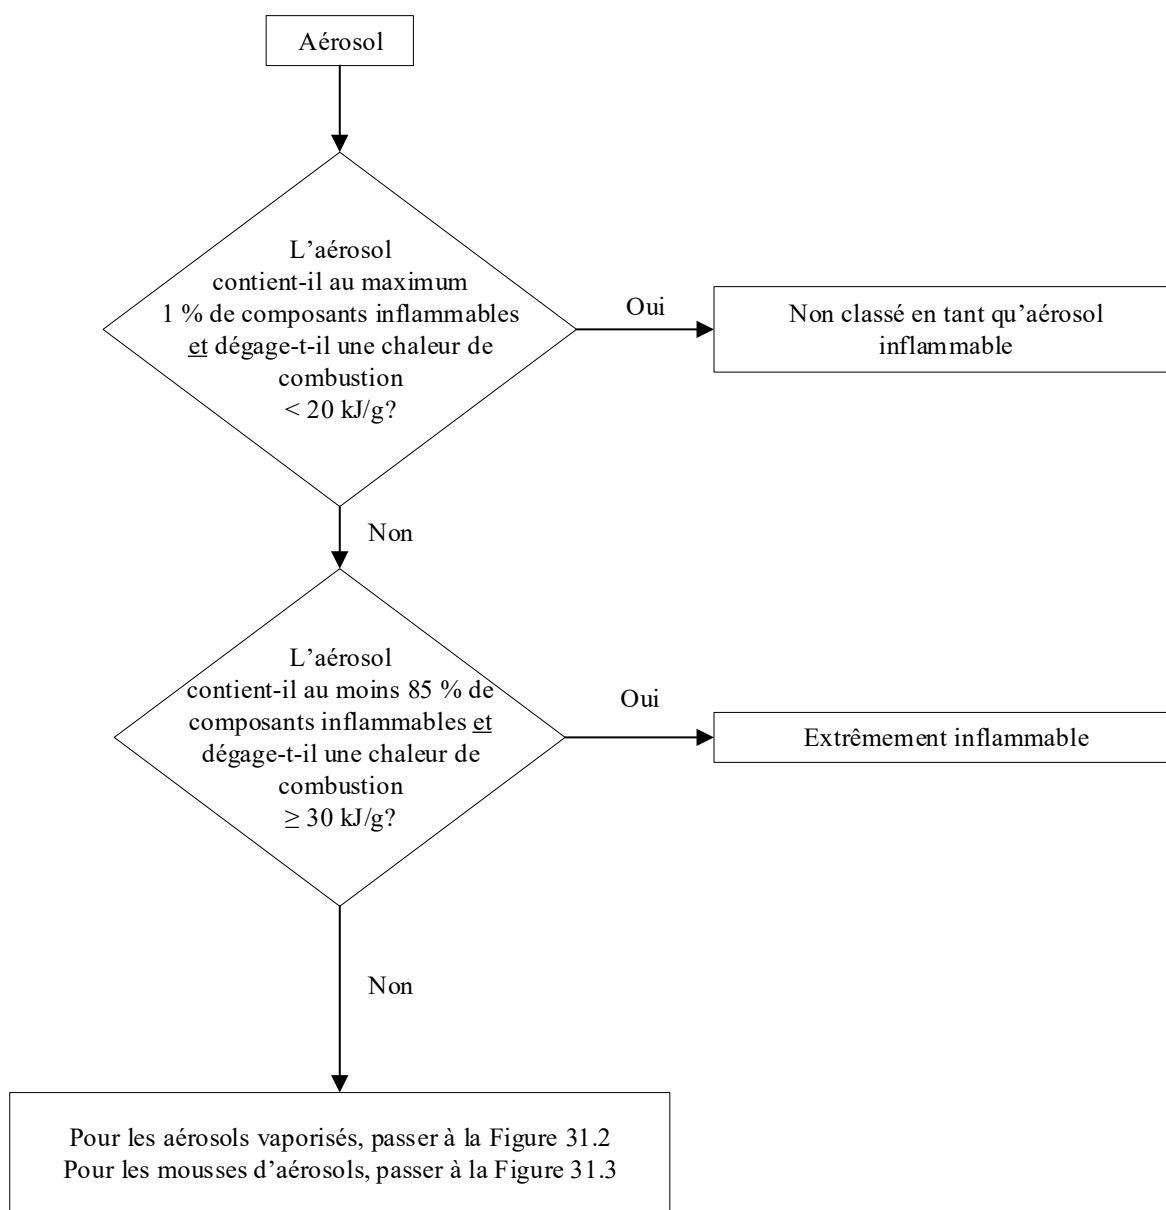 Aérosol
L’aérosol
contient-il au maximum
1 % de composants inflammables
et dégage-t-il une chaleur de
combustion
< 20 kJ/g?
Oui
Non classé en tant qu’aérosol
inflammable
Non
L’aérosol
contient-il au moins 85 % de
composants inflammables et
dégage-t-il une chaleur de
combustion
≥ 30 kJ/g?
Oui
Extrêmement inflammable
Non
Pour les aérosols vaporisés, passer à la Figure 31.2
Pour les mousses d’aérosols, passer à la Figure 31.3